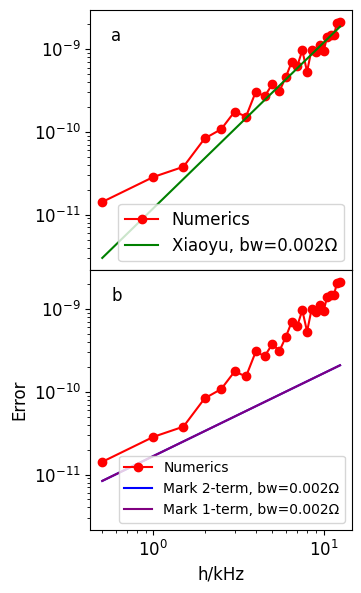 a
10⁻⁹
10⁻¹⁰
10⁻¹¹
Numerics
Xiaoyu, bw=0.002Ω
b
10⁻⁹
10⁻¹⁰
10⁻¹¹
Error
Numerics
Mark 2-term, bw=0.002Ω
Mark 1-term, bw=0.002Ω
10⁰
10¹
h/kHz